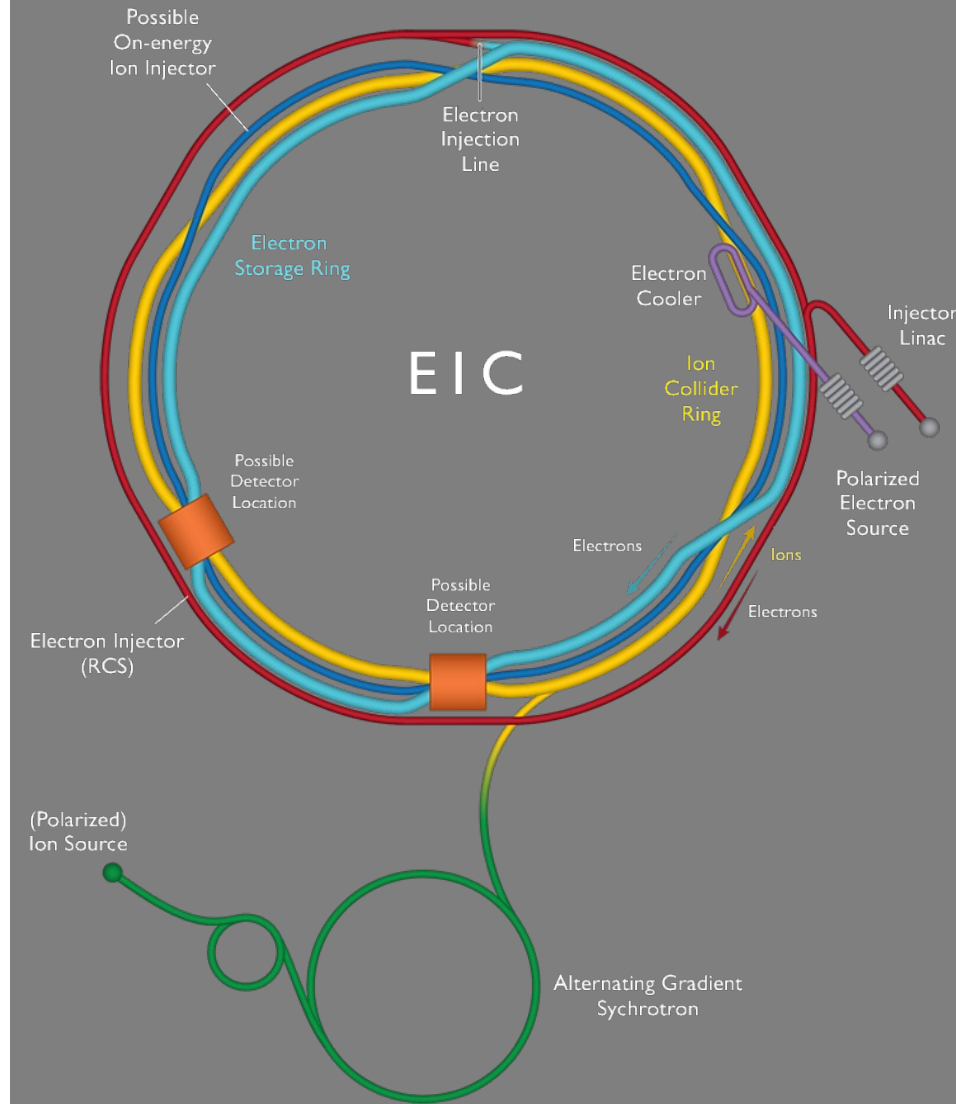 Possible
On-energy
Ion Injector
Electron
Injection
Line
Electron
Storage Ring
Electron
Cooler
Injector
Linac
EIC
Ion
Collider
Ring
Possible
Detector
Location
Polarized
Electron
Source
Electrons
Ions
Possible
Detector
Location
Electrons
Electron Injector
(RCS)
(Polarized)
Ion Source
Alternating Gradient
Sychrotron